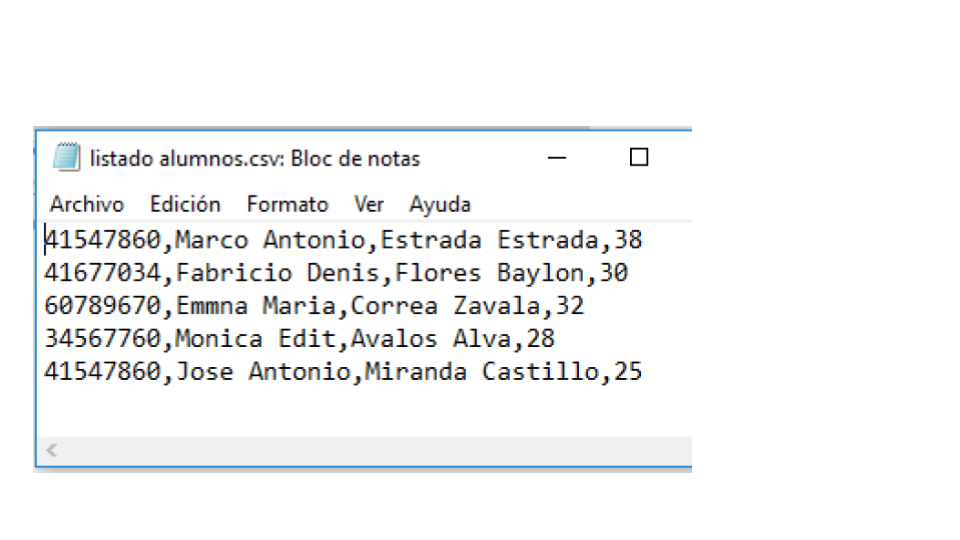 listado alumnos.csv: Bloc de notas
Archivo Edición Formato Ver Ayuda
41547860,Marco Antonio,Estrada Estrada,38
41677034,Fabricio Denis,Flores Baylon,30
60789670,Emmna Maria,Correa Zavala,32
34567760,Monica Edit,Avalos Alva,28
41547860,Jose Antonio,Miranda Castillo,25